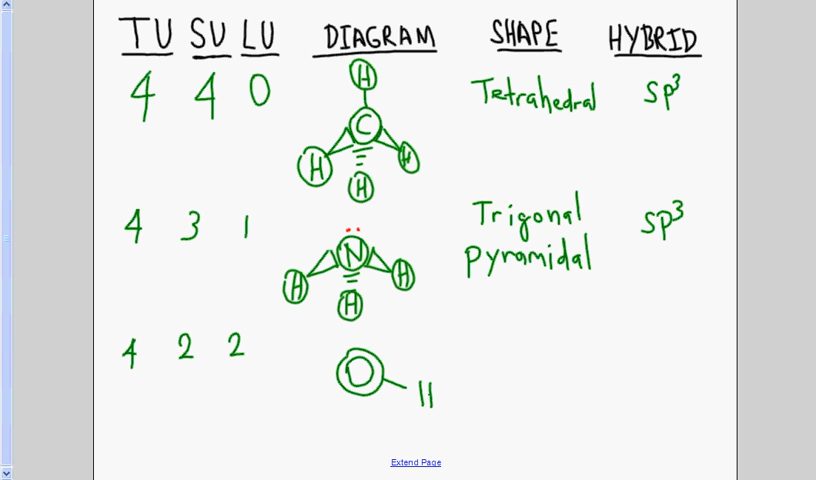 TU SU LU DIAGRAM SHAPE HYBRID
H
4 4 0 C Tetrahedral sp³
H H
H
4 3 1 Trigonal sp³
N Pyramidal
H H
H
4 2 2 O
H
Extend Page